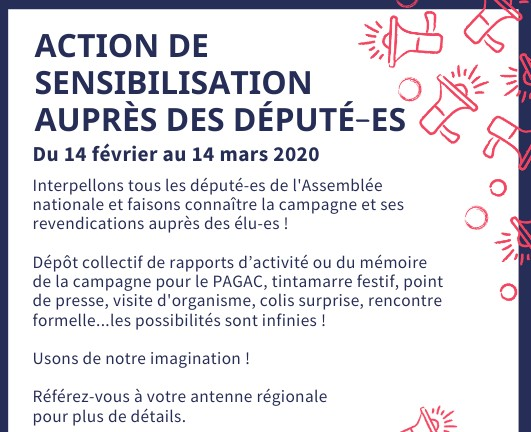 ACTION DE
SENSIBILISATION
AUPRÈS DES DÉPUTÉ-ES
Du 14 février au 14 mars 2020
Interpellons tous les député-es de l'Assemblée
nationale et faisons connaître la campagne et ses
revendications auprès des élu-es !
Dépôt collectif de rapports d'activité ou du mémoire
de la campagne pour le PAGAC, tintamarre festif, point
de presse, visite d'organisme, colis surprise, rencontre
formelle...les possibilités sont infinies !
Usons de notre imagination !
Référez-vous à votre antenne régionale
pour plus de détails.